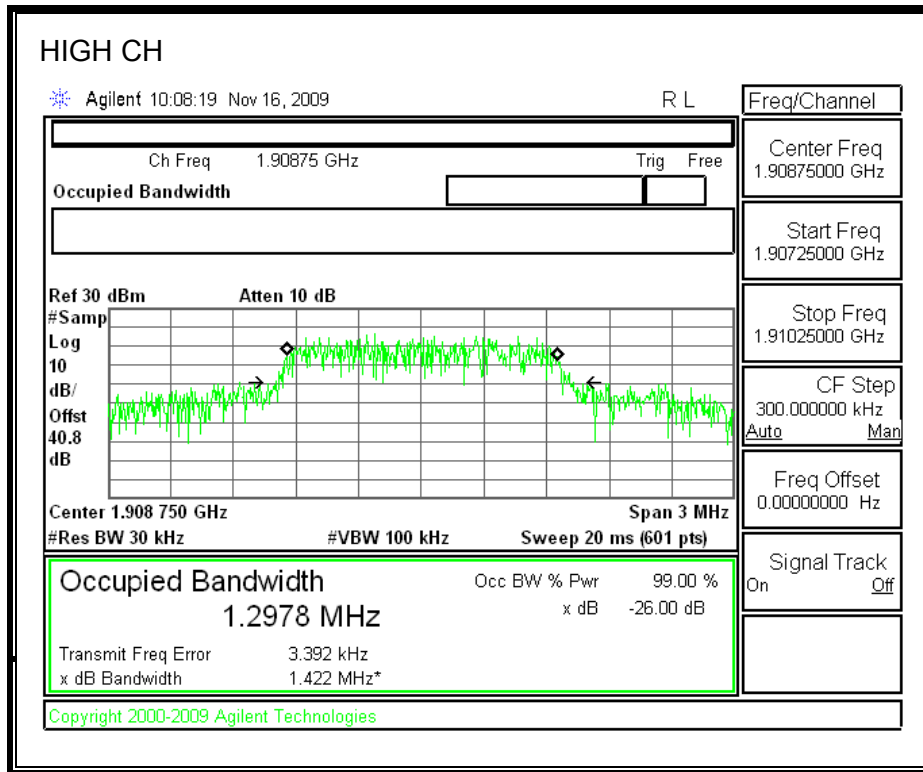 HIGH CH
Agilent 10:08:19 Nov 16, 2009 R L
Freq/Channel
Ch Freq 1.90875 GHz Trig Free
Occupied Bandwidth
Center Freq
1.90875000 GHz
Start Freq
1.90725000 GHz
Stop Freq
1.91025000 GHz
CF Step
300.000000 kHz
Auto Man
Freq Offset
0.00000000 Hz
Signal Track
On Off
Ref 30 dBm Atten 10 dB
#Samp
Log
10
dB/
Offst
40.8
dB
Center 1.908 750 GHz Span 3 MHz
#Res BW 30 kHz #VBW 100 kHz Sweep 20 ms (601 pts)
Occupied Bandwidth Occ BW % Pwr 99.00 %
1.2978 MHz x dB -26.00 dB
Transmit Freq Error 3.392 kHz
x dB Bandwidth 1.422 MHz*
Copyright 2000-2009 Agilent Technologies